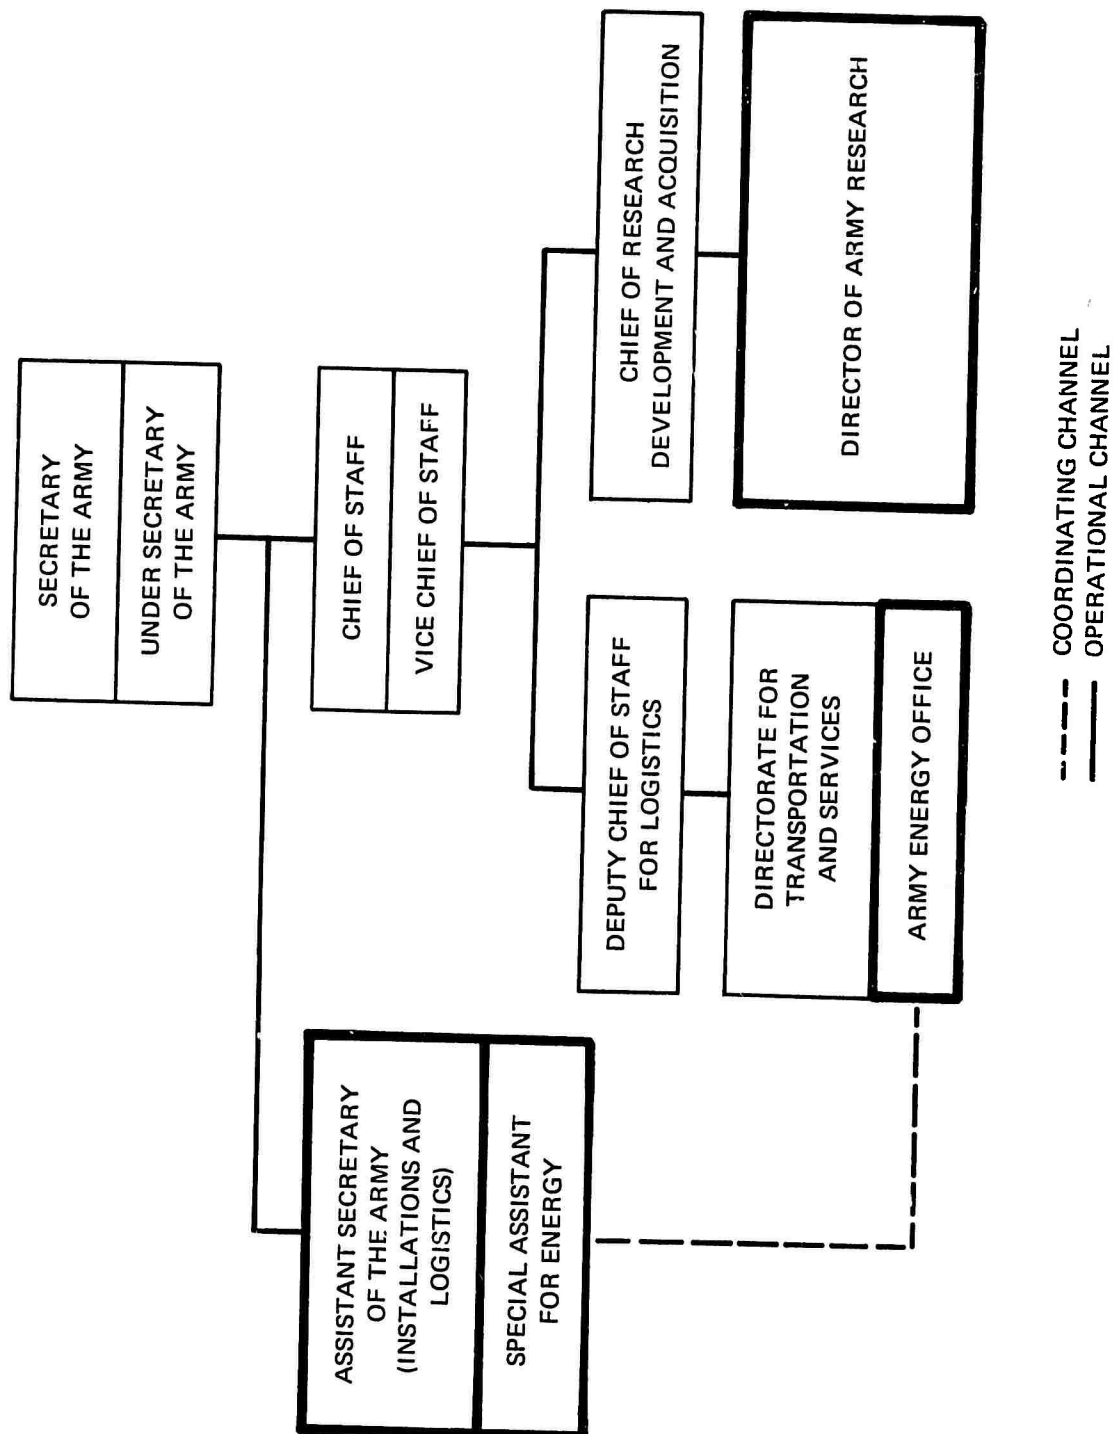 SECRETARY
OF THE ARMY
UNDER SECRETARY
OF THE ARMY
CHIEF OF STAFF
VICE CHIEF OF STAFF
ASSISTANT SECRETARY
OF THE ARMY
(INSTALLATIONS AND
LOGISTICS)
SPECIAL ASSISTANT
FOR ENERGY
DEPUTY CHIEF OF STAFF
FOR LOGISTICS
DIRECTORATE FOR
TRANSPORTATION
AND SERVICES
ARMY ENERGY OFFICE
CHIEF OF RESEARCH
DEVELOPMENT AND ACQUISITION
DIRECTOR OF ARMY RESEARCH
COORDINATING CHANNEL
OPERATIONAL CHANNEL